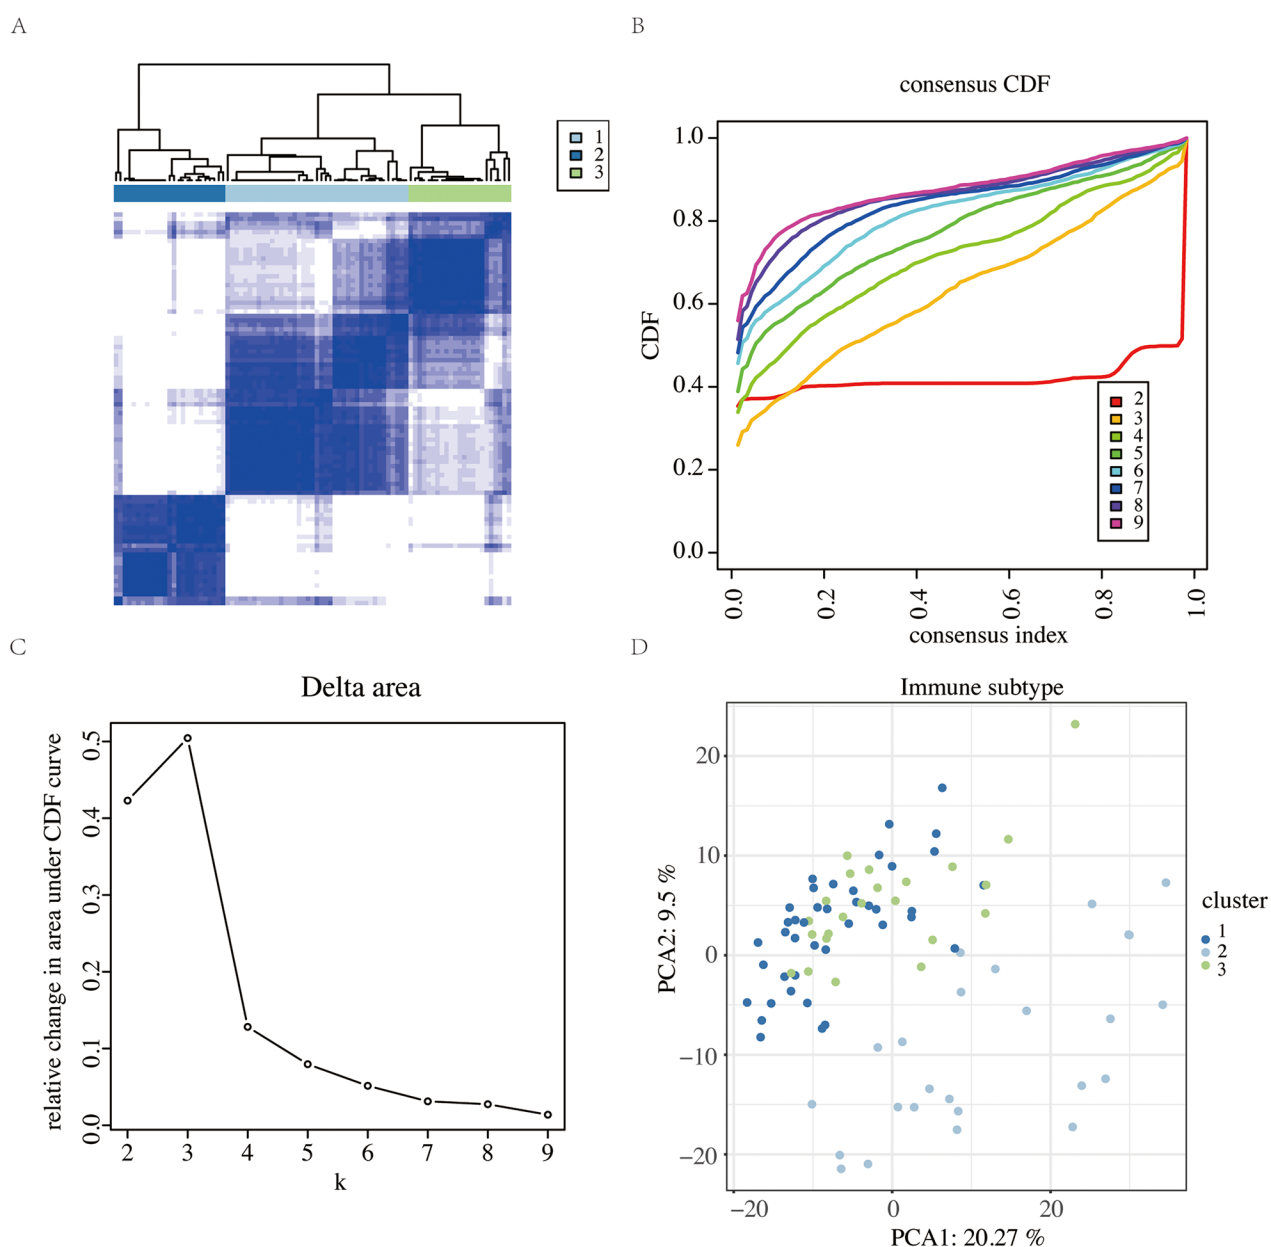 A
1
2
3
B
consensus CDF
CDF
1.0
0.8
0.6
0.4
0.2
0.0
2
3
4
5
6
7
8
9
0.0 0.2 0.4 0.6 0.8 1.0
consensus index
C
Delta area
relative change in area under CDF curve
0.5
0.4
0.3
0.2
0.1
0.0
2 3 4 5 6 7 8 9
k
D
Immune subtype
PCA2: 9.5 %
20
10
0
−10
−20
−20 0 20
PCA1: 20.27 %
cluster
1
2
3